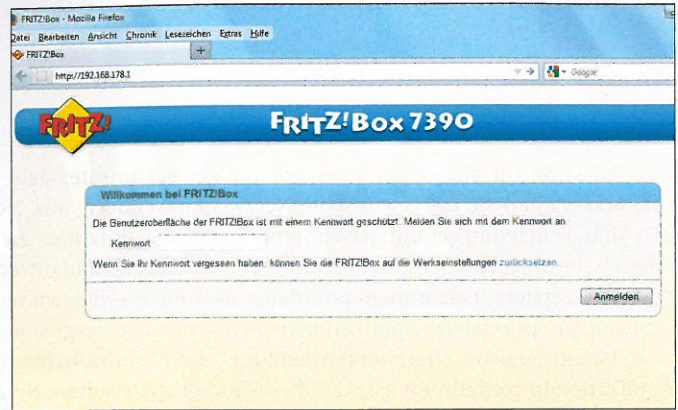 FRITZ!Box - Mozilla Firefox
Datei Bearbeiten Ansicht Chronik Lesezeichen Extras Hilfe
FRITZ!Box
http://192.168.178.1
Google
FRITZ!
FRITZ!Box 7390
Willkommen bei FRITZ!Box
Die Benutzeroberfläche der FRITZ!Box ist mit einem Kennwort geschützt. Melden Sie sich mit dem Kennwort an.
Kennwort
Wenn Sie Ihr Kennwort vergessen haben, können Sie die FRITZ!Box auf die Werkseinstellungen zurücksetzen.
Anmelden